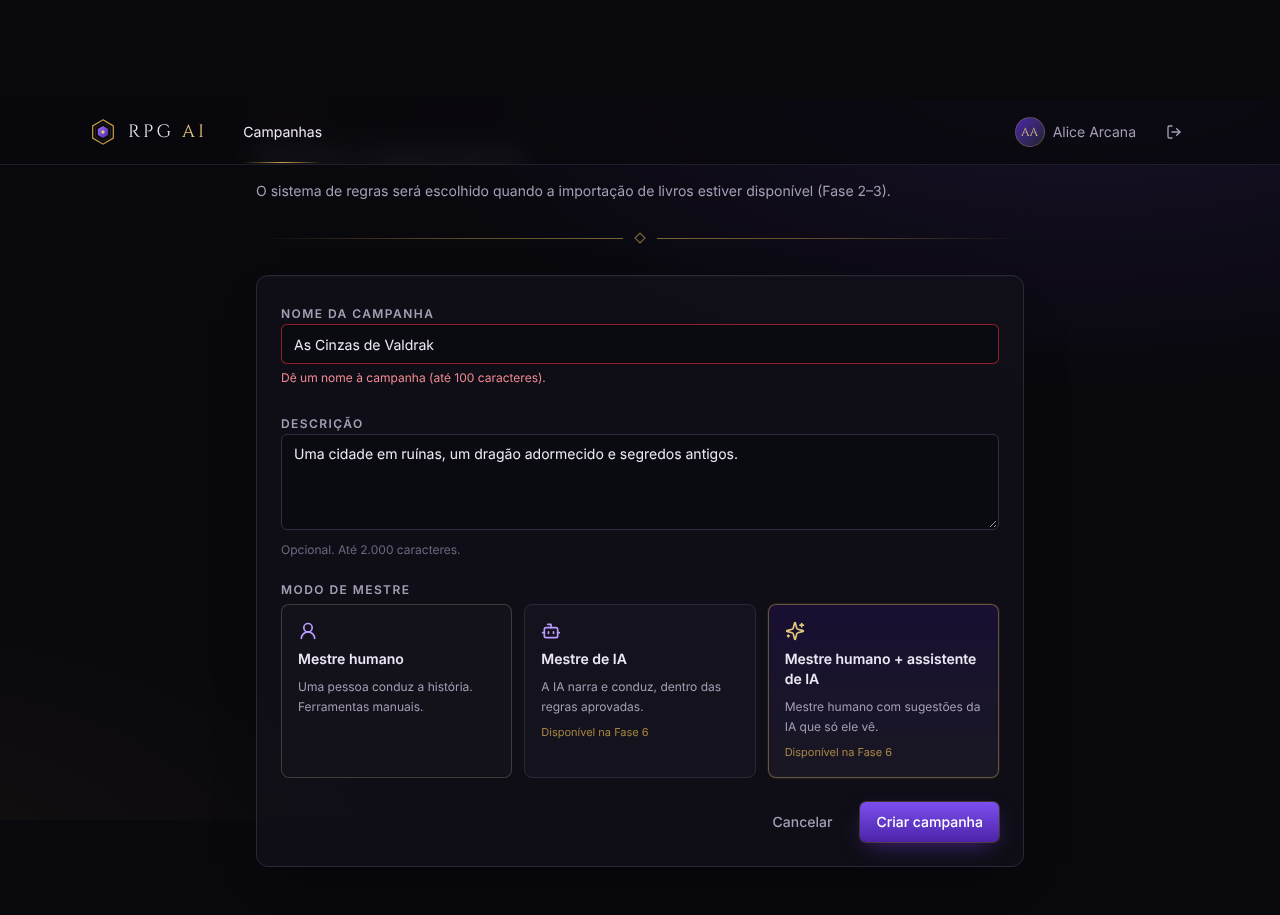 RPG AI
Campanhas
AA
Alice Arcana
O sistema de regras será escolhido quando a importação de livros estiver disponível (Fase 2–3).
NOME DA CAMPANHA
As Cinzas de Valdrak
Dê um nome à campanha (até 100 caracteres).
DESCRIÇÃO
Uma cidade em ruínas, um dragão adormecido e segredos antigos.
Opcional. Até 2.000 caracteres.
MODO DE MESTRE
Mestre humano
Uma pessoa conduz a história.
Ferramentas manuais.
Mestre de IA
A IA narra e conduz, dentro das
regras aprovadas.
Disponível na Fase 6
Mestre humano + assistente
de IA
Mestre humano com sugestões da
IA que só ele vê.
Disponível na Fase 6
Cancelar
Criar campanha